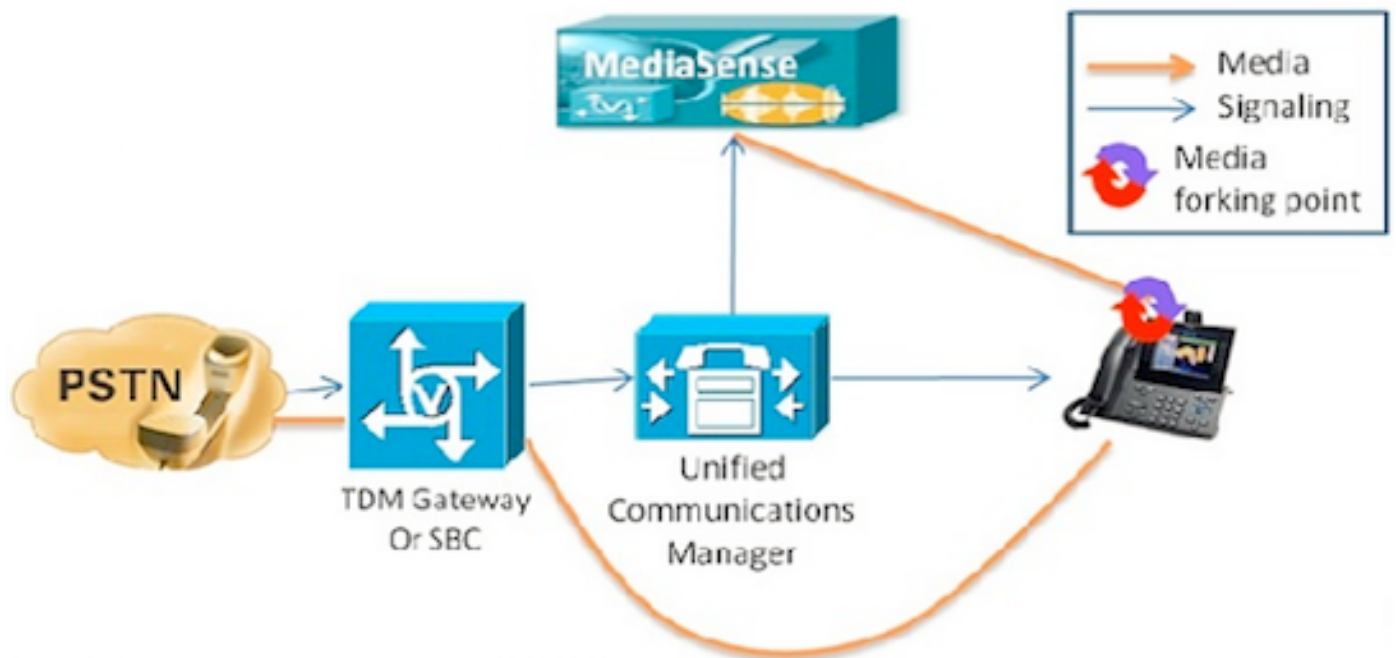 MediaSense
Media
Signaling
Media
forking point
PSTN
V
TDM Gateway
Or SBC
Unified
Communications
Manager